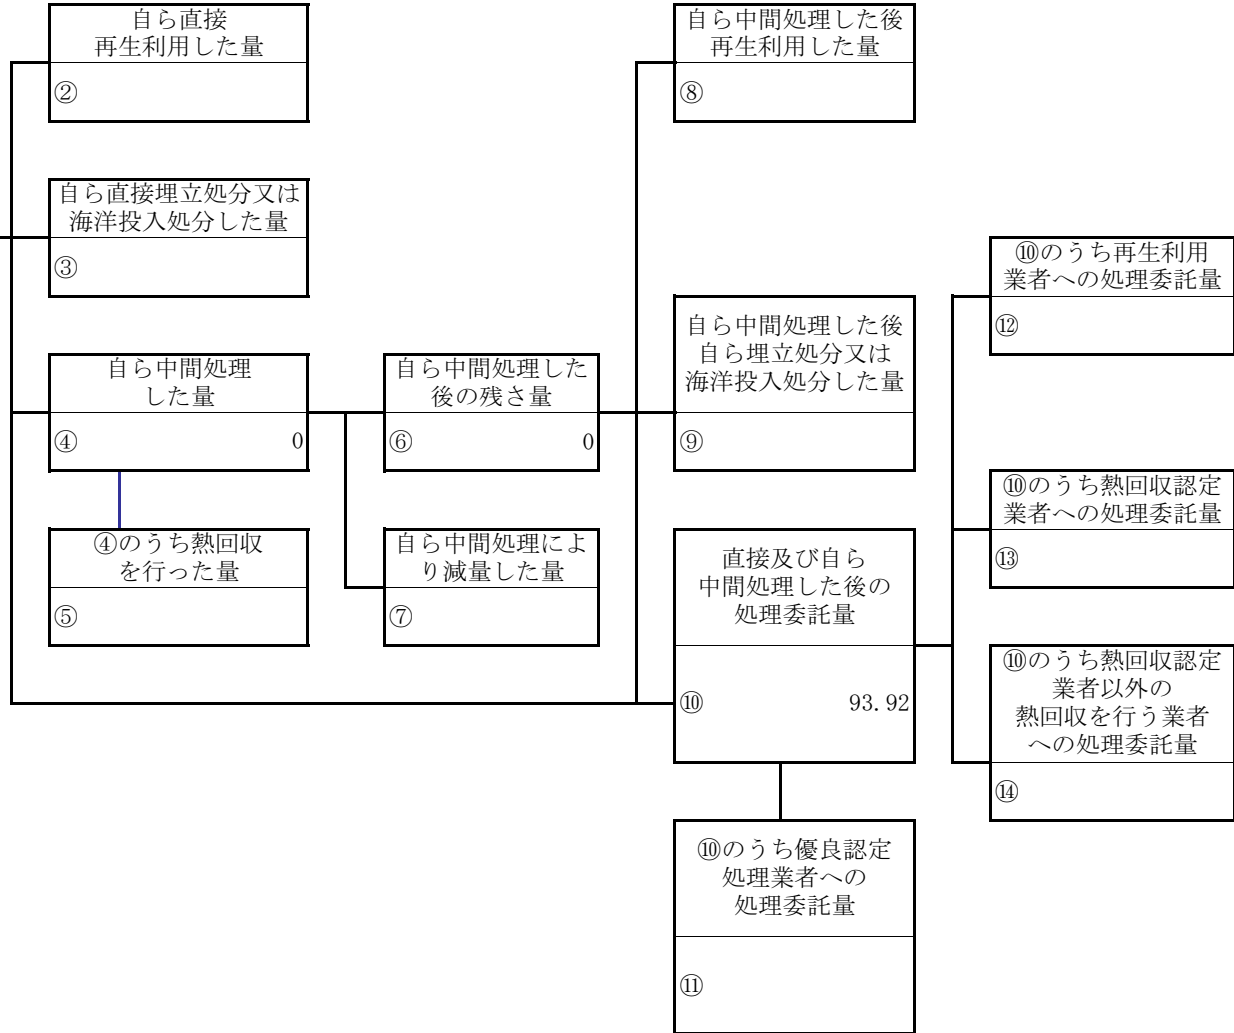 自ら直接
再生利用した量
②
自ら中間処理した後
再生利用した量
⑧
自ら直接埋立処分又は
海洋投入処分した量
③
⑩のうち再生利用
業者への処理委託量
⑫
自ら中間処理した後
自ら埋立処分又は
海洋投入処分した量
⑨
自ら中間処理
した量
④ 0
自ら中間処理した
後の残さ量
⑥ 0
⑩のうち熱回収認定
業者への処理委託量
⑬
④のうち熱回収
を行った量
⑤
自ら中間処理によ
り減量した量
⑦
直接及び自ら
中間処理した後の
処理委託量
⑩ 93.92
⑩のうち熱回収認定
業者以外の
熱回収を行う業者
への処理委託量
⑭
⑩のうち優良認定
処理業者への
処理委託量
⑪